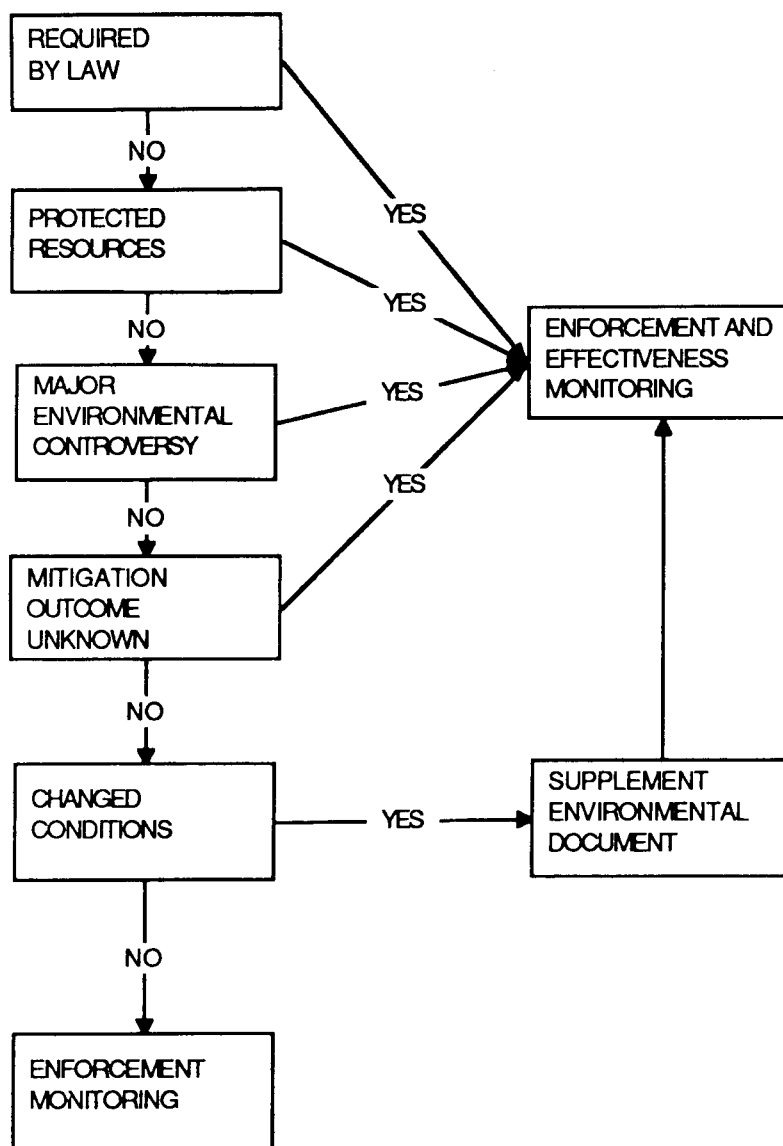 REQUIRED
BY LAW
NO
YES
PROTECTED
RESOURCES
YES
NO
ENFORCEMENT AND
EFFECTIVENESS
MONITORING
MAJOR
ENVIRONMENTAL
CONTROVERSY
YES
NO
YES
MITIGATION
OUTCOME
UNKNOWN
NO
CHANGED
CONDITIONS
YES
SUPPLEMENT
ENVIRONMENTAL
DOCUMENT
NO
ENFORCEMENT
MONITORING